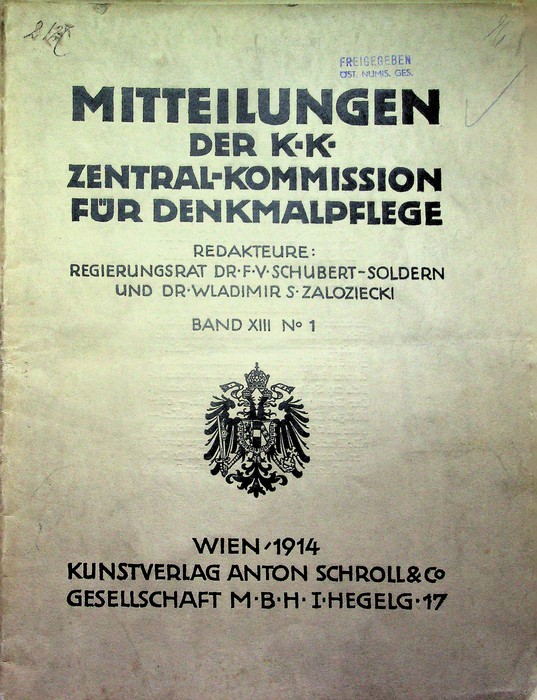 FREIGEGEBEN
ÖST. NUMIS. GES.
MITTEILUNGEN
DER K·K·
ZENTRAL-KOMMISSION
FÜR DENKMALPFLEGE
REDAKTEURE:
REGIERUNGSRAT DR·F·V·SCHUBERT-SOLDERN
UND DR·WLADIMIR S·ZALOZIECKI
BAND XIII No 1
WIEN·1914
KUNSTVERLAG ANTON SCHROLL & Co
GESELLSCHAFT M·B·H·I·HEGELG·17